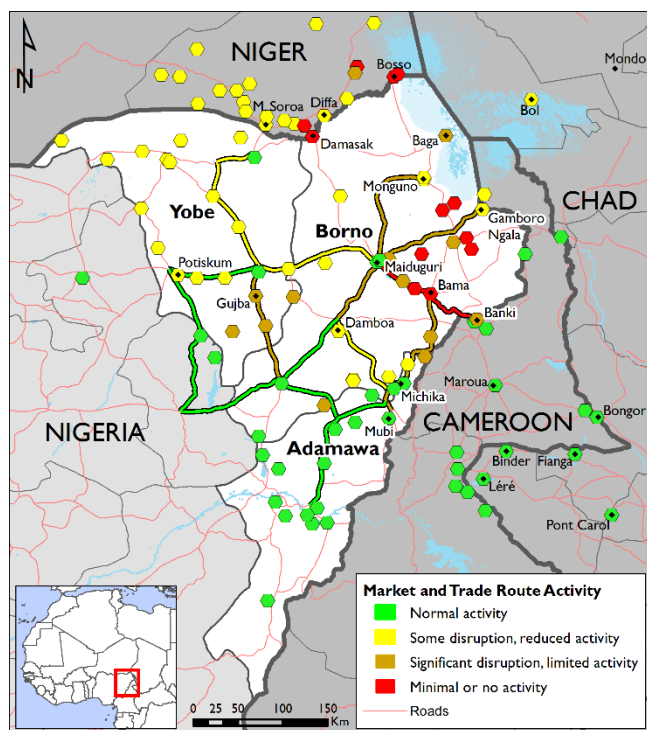 NIGER
N
Mondo
Bosso
M. Soroa
Diffa
Bol
Damasak
Baga
Monguno
CHAD
Yobe
Borno
Gamboro
Ngala
Potiskum
Maiduguri
Bama
Gujba
Banki
Damboa
Maroua
Michika
Bongor
CAMEROON
Mubi
NIGERIA
Adamawa
Binder
Fianga
Léré
Pont Carol
Market and Trade Route Activity
Normal activity
Some disruption, reduced activity
Significant disruption, limited activity
Minimal or no activity
Roads
0 25 50 100 150
Km